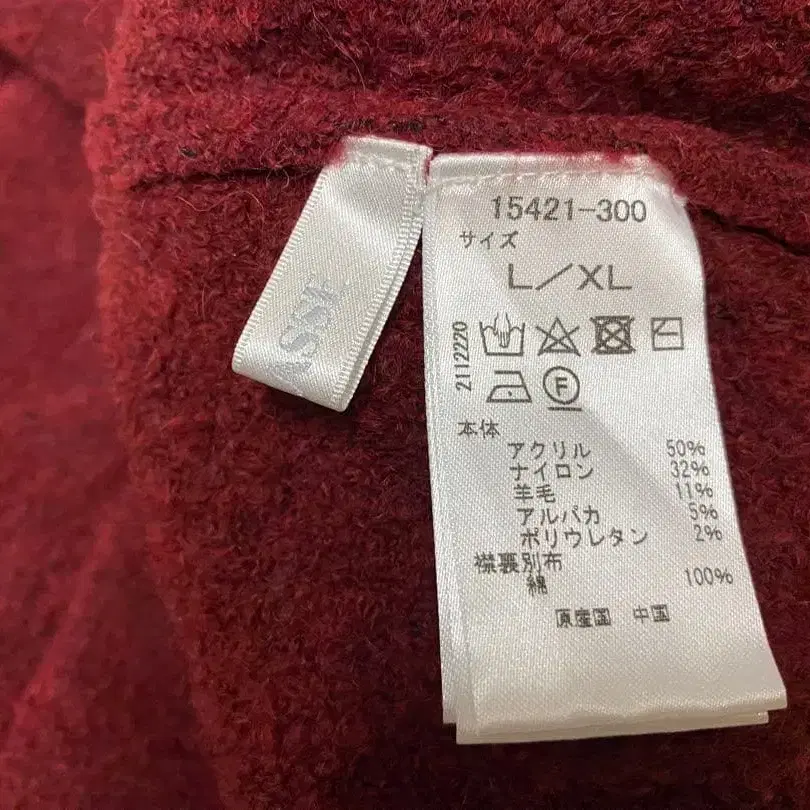 15421-300
サイズ
L/XL
2112220
F
本体
アクリル 50%
ナイロン 32%
羊毛 11%
アルパカ 5%
ポリウレタン 2%
襟裏別布
綿 100%
原産国 中国